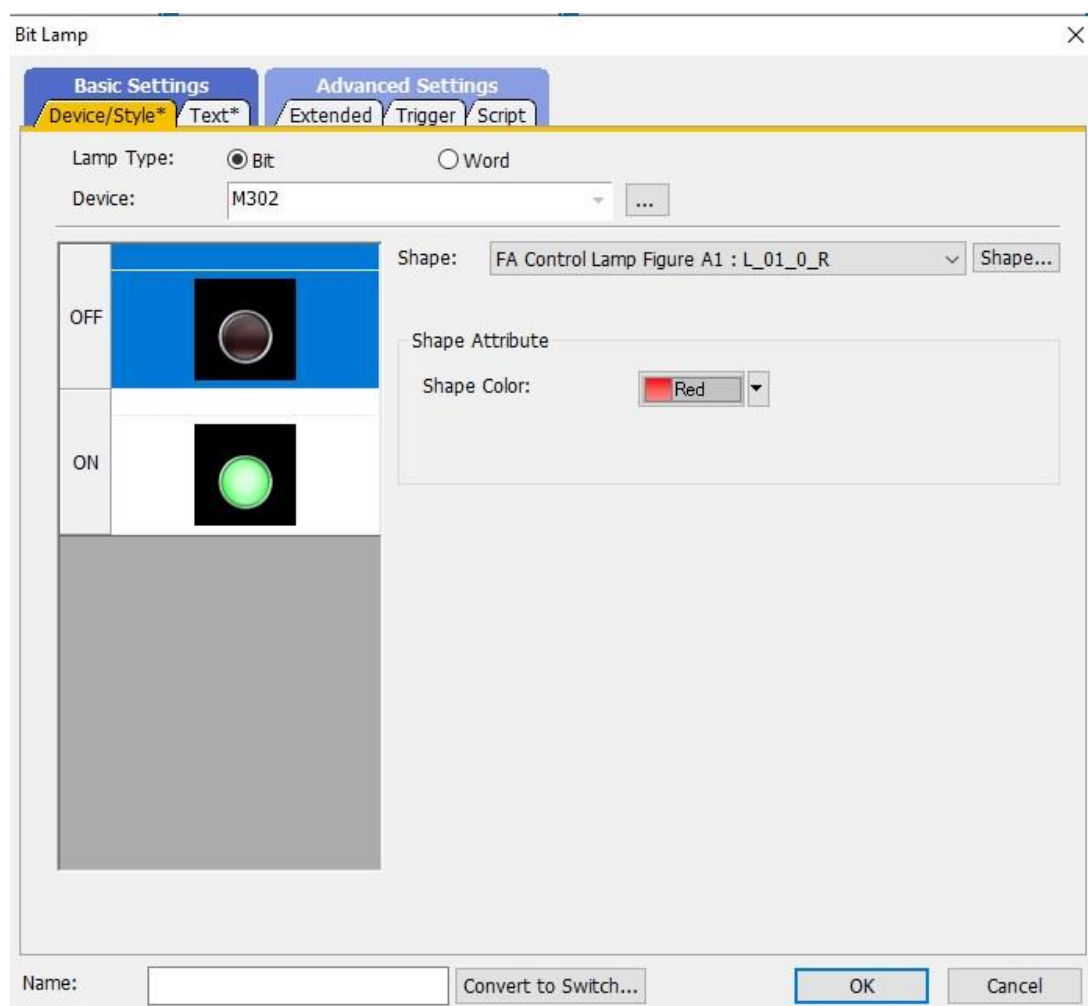 Bit Lamp
Basic Settings Advanced Settings
Device/Style* Text* Extended Trigger Script
Lamp Type: Bit Word
Device: M302 ...
Shape: FA Control Lamp Figure A1 : L_01_0_R Shape...
OFF
Shape Attribute
Shape Color: Red
ON
Name: Convert to Switch... OK Cancel